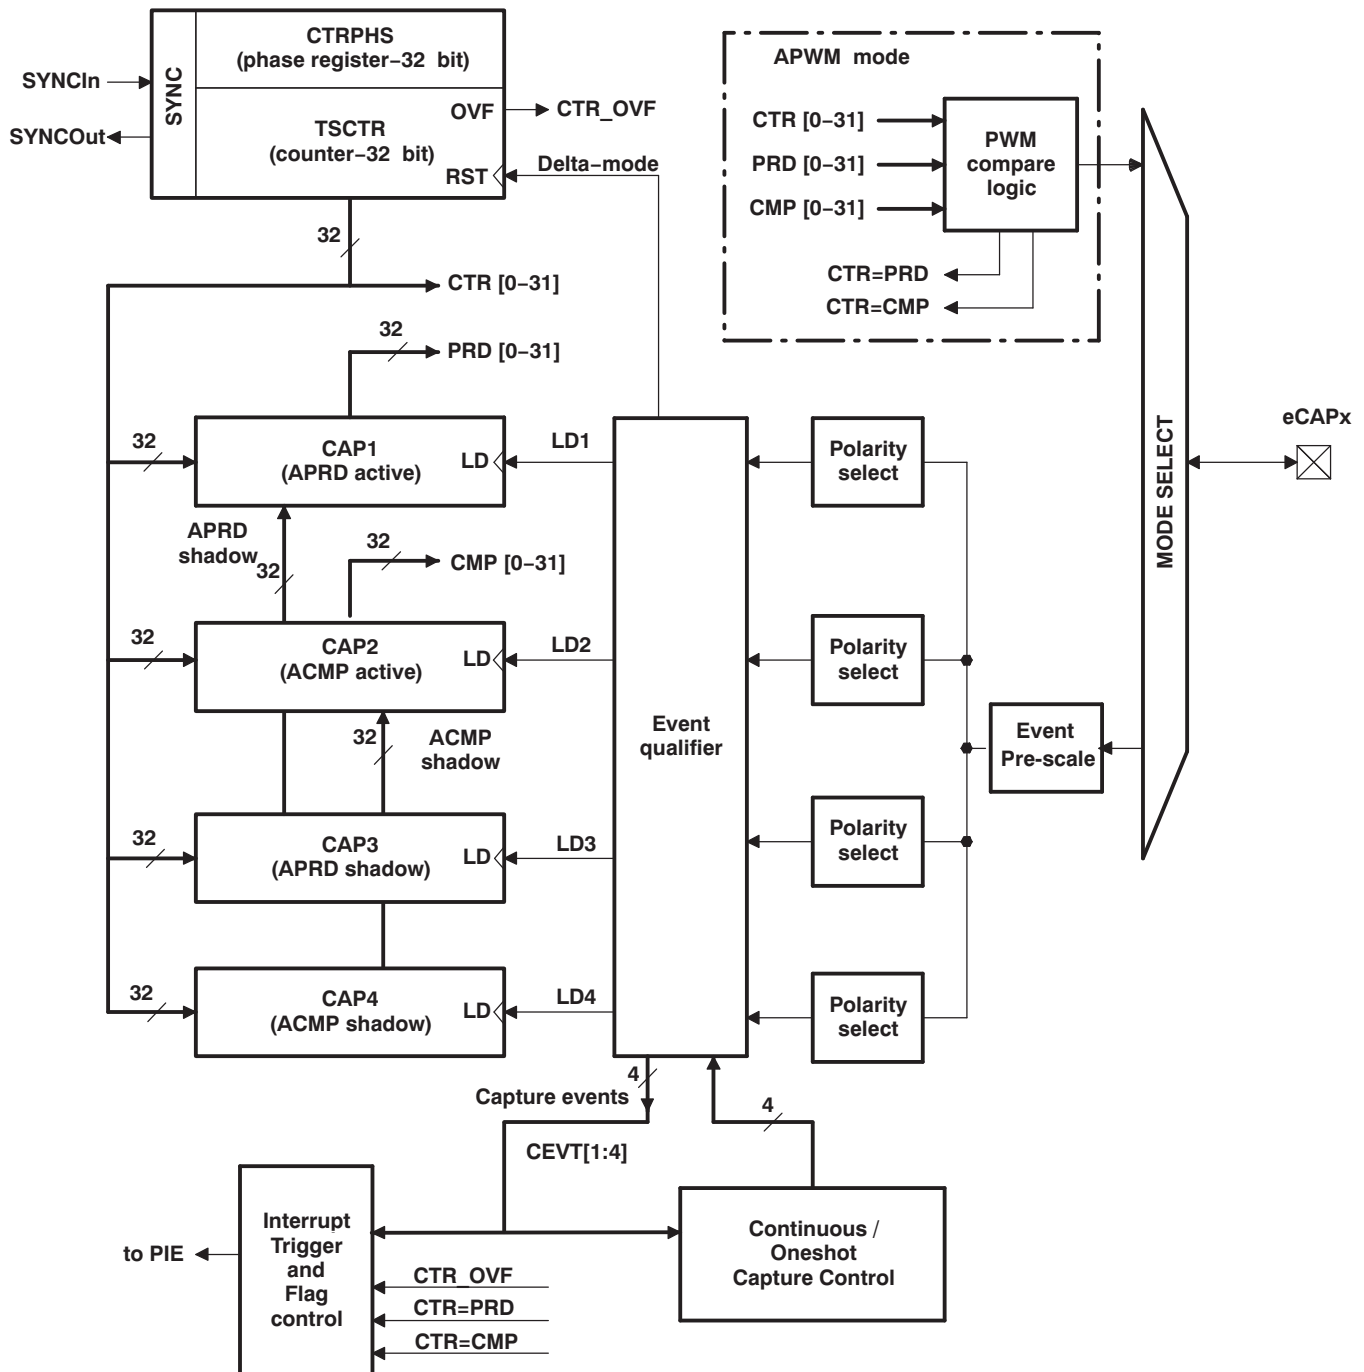 CTRPHS
(phase register−32 bit)
SYNC
SYNCIn
SYNCOut
TSCTR
(counter−32 bit)
OVF
CTR_OVF
RST
Delta−mode
32
CTR [0−31]
32
PRD [0−31]
APWM mode
CTR [0−31]
PRD [0−31]
CMP [0−31]
PWM
compare
logic
CTR=PRD
CTR=CMP
MODE SELECT
eCAPx
32
CAP1
(APRD active)
LD
LD1
Polarity
select
APRD
shadow
32
32
CMP [0−31]
32
CAP2
(ACMP active)
LD
LD2
Polarity
select
32
ACMP
shadow
Event
qualifier
Event
Pre-scale
32
CAP3
(APRD shadow)
LD
LD3
Polarity
select
32
CAP4
(ACMP shadow)
LD
LD4
Polarity
select
4
Capture events
4
CEVT[1:4]
Interrupt
Trigger
and
Flag
control
to PIE
CTR_OVF
CTR=PRD
CTR=CMP
Continuous /
Oneshot
Capture Control